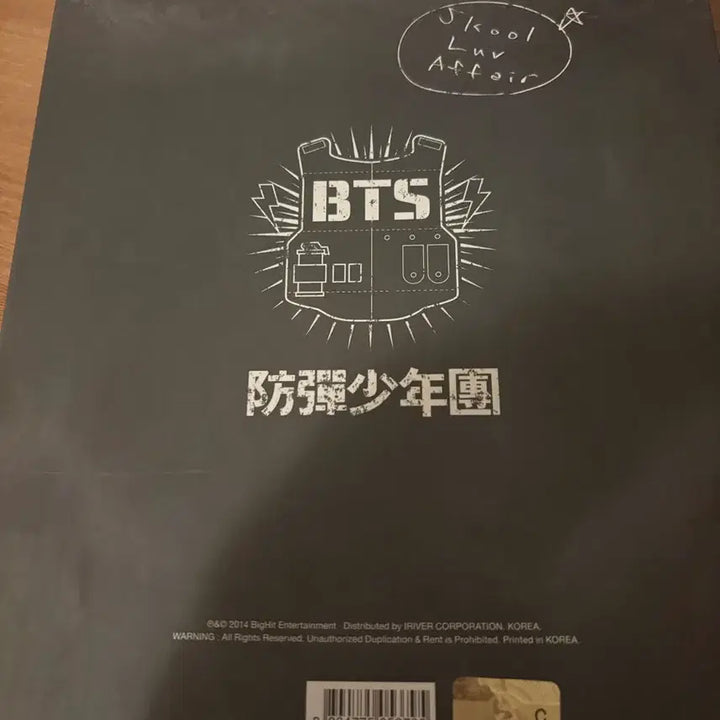 Skool
Luv
Affair
BTS
防彈少年團
℗&© 2014 BigHit Entertainment · Distributed by IRIVER CORPORATION. KOREA.
WARNING : All Rights Reserved. Unauthorized Duplication & Rent is Prohibited. Printed in KOREA.
C